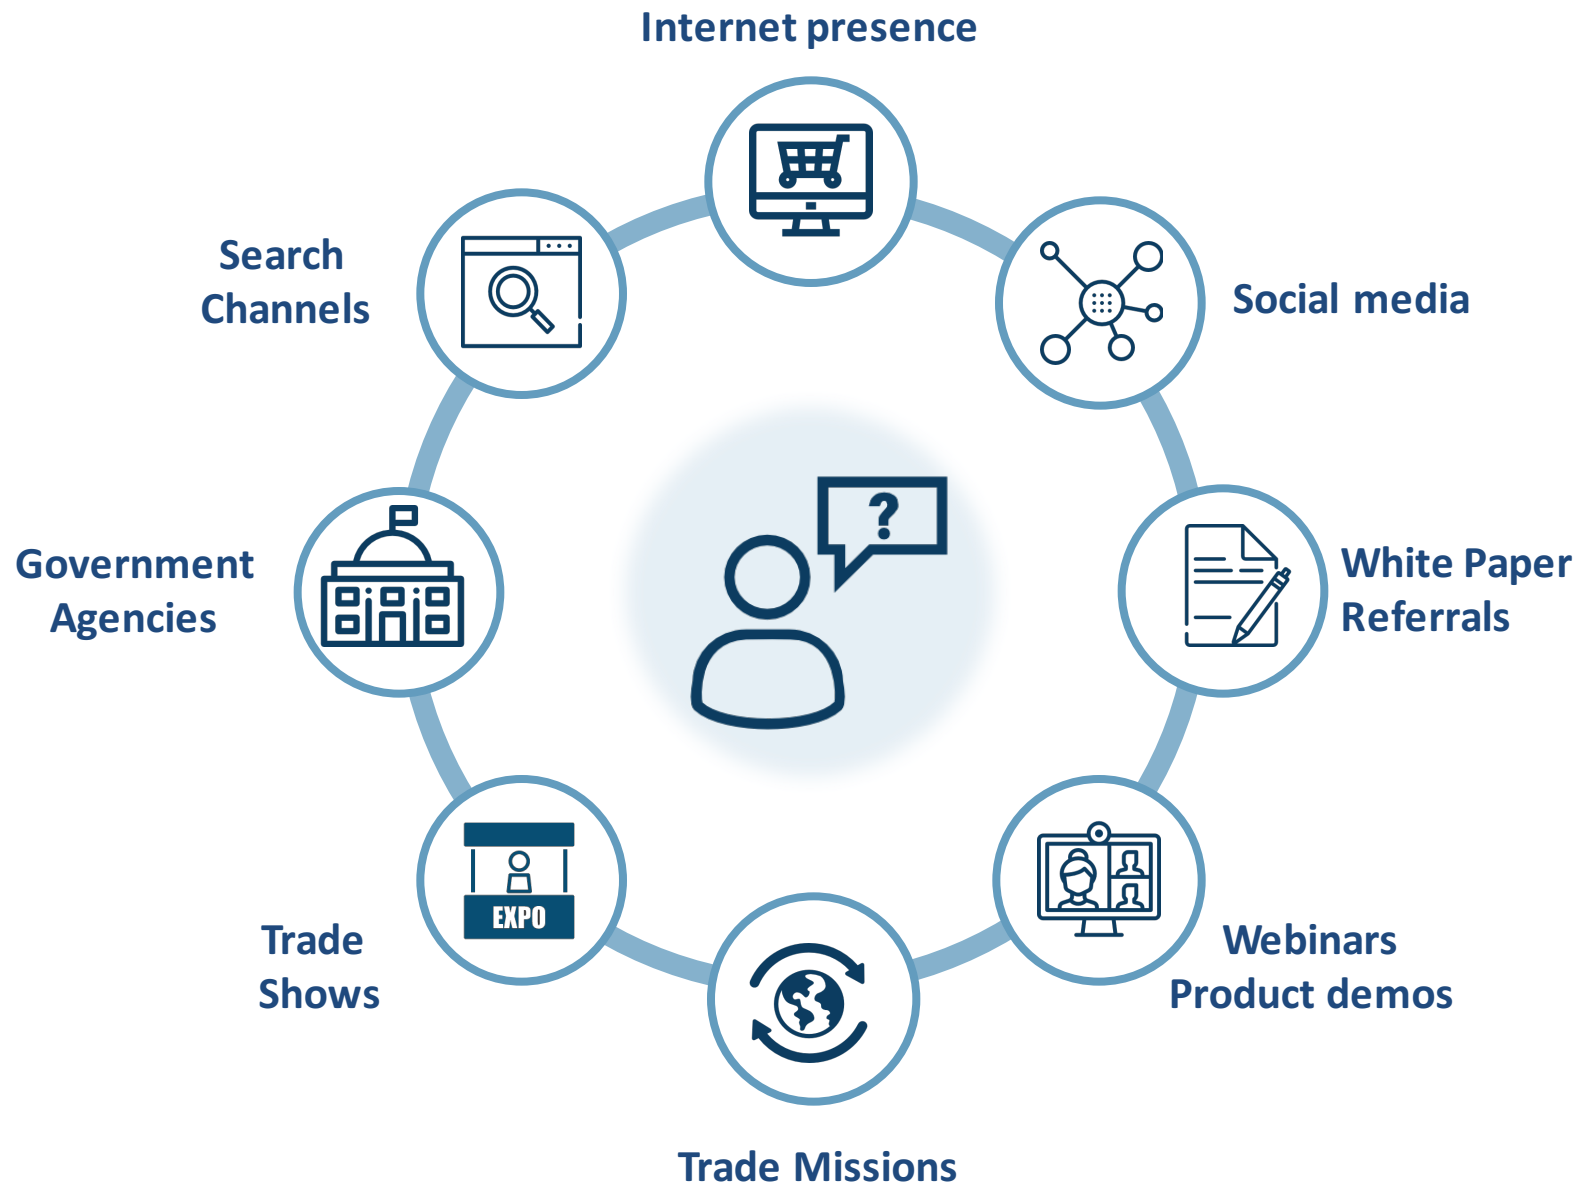 Internet presence
Social media
White Paper
Referrals
Webinars
Product demos
Trade Missions
Trade
Shows
EXPO
Government
Agencies
Search
Channels
?